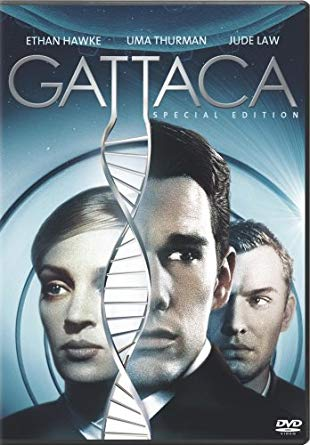 ETHAN HAWKE UMA THURMAN JUDE LAW
GATTACA
SPECIAL EDITION
DVD
VIDEO